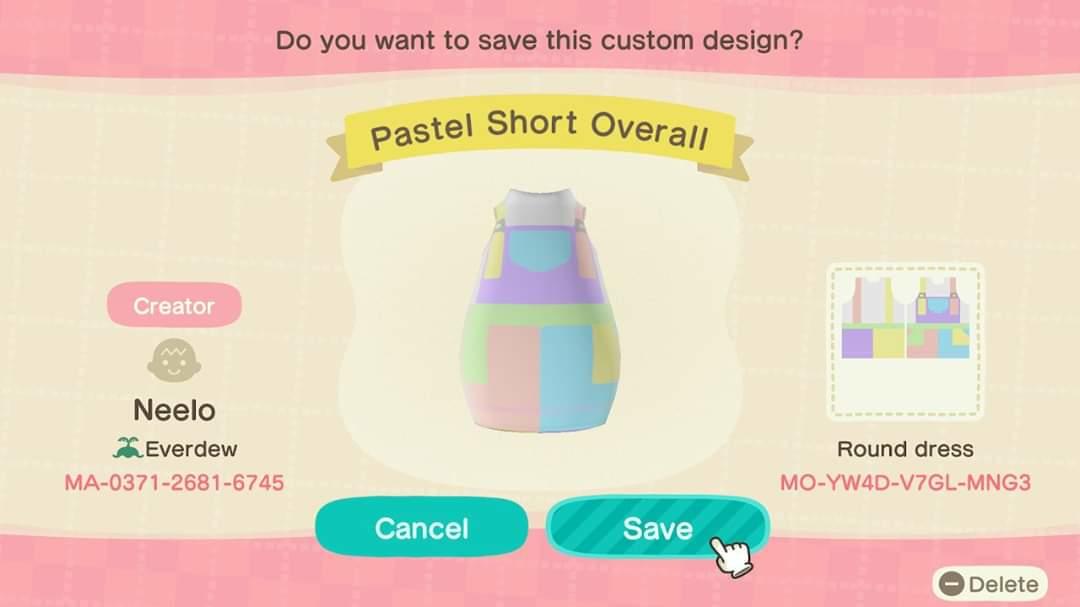 Do you want to save this custom design?
Pastel Short Overall
Creator
Neelo
Everdew
MA-0371-2681-6745
Round dress
MO-YW4D-V7GL-MNG3
Cancel
Save
Delete